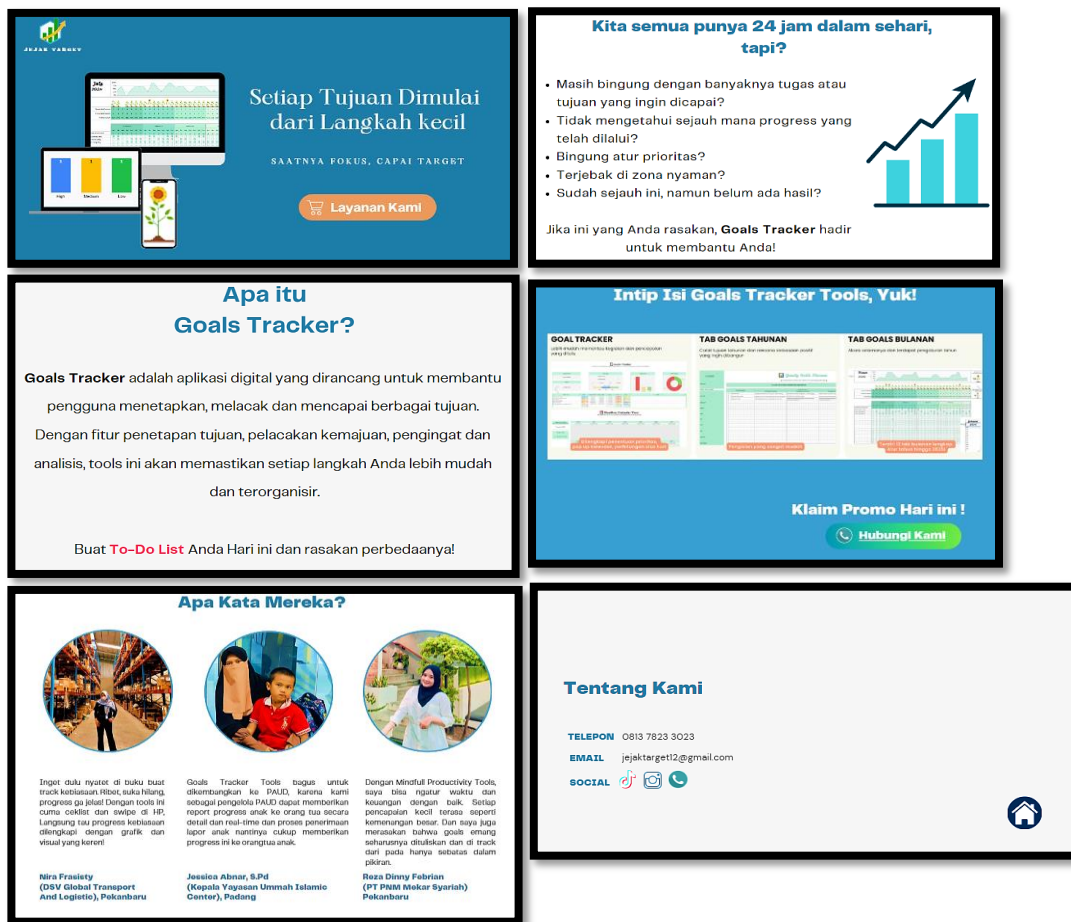 JEJAK TARGET
July
2024
Setiap Tujuan Dimulai
dari Langkah kecil
SAATNYA FOKUS, CAPAI TARGET
High
Medium
Low
Layanan Kami
Kita semua punya 24 jam dalam sehari,
tapi?
• Masih bingung dengan banyaknya tugas atau
tujuan yang ingin dicapai?
• Tidak mengetahui sejauh mana progress yang
telah dilalui?
• Bingung atur prioritas?
• Terjebak di zona nyaman?
• Sudah sejauh ini, namun belum ada hasil?
Jika ini yang Anda rasakan, Goals Tracker hadir
untuk membantu Anda!
Apa itu
Goals Tracker?
Goals Tracker adalah aplikasi digital yang dirancang untuk membantu
pengguna menetapkan, melacak dan mencapai berbagai tujuan.
Dengan fitur penetapan tujuan, pelacakan kemajuan, pengingat dan
analisis, tools ini akan memastikan setiap langkah Anda lebih mudah
dan terorganisir.
Buat To-Do List Anda Hari ini dan rasakan perbedaanya!
Intip Isi Goals Tracker Tools, Yuk!
GOAL TRACKER
TAB GOALS TAHUNAN
TAB GOALS BULANAN
Klaim Promo Hari ini !
Hubungi Kami
Apa Kata Mereka?
Inget dulu nyatet di buku buat
track kebiasaan. Ribet, suka hilang,
progress ga jelas! Dengan tools ini
cuma ceklist dan swipe di HP,
Langsung tau progress kebiasaan
dilengkapi dengan grafik dan
visual yang keren!
Nira Frasiety
(DSV Global Transport
And Logistic), Pekanbaru
Goals Tracker Tools bagus untuk
dikembangkan ke PAUD, karena kami
sebagai pengelola PAUD dapat memberikan
report progress anak ke orang tua secara
detail dan real-time dan proses penerimaan
lapor anak nantinya cukup memberikan
progress ini ke orangtua anak.
Jessica Abnar, S.Pd
(Kepala Yayasan Ummah Islamic
Center), Padang
Dengan Mindfull Productivity Tools,
saya bisa ngatur waktu dan
keuangan dengan baik. Setiap
pencapaian kecil terasa seperti
kemenangan besar. Dan saya juga
merasakan bahwa goals emang
seharusnya dituliskan dan di track
dari pada hanya sebatas dalam
pikiran.
Reza Dinny Febrian
(PT PNM Mekar Syariah)
Pekanbaru
Tentang Kami
TELEPON 0813 7823 3023
EMAIL jejaktarget12@gmail.com
SOCIAL